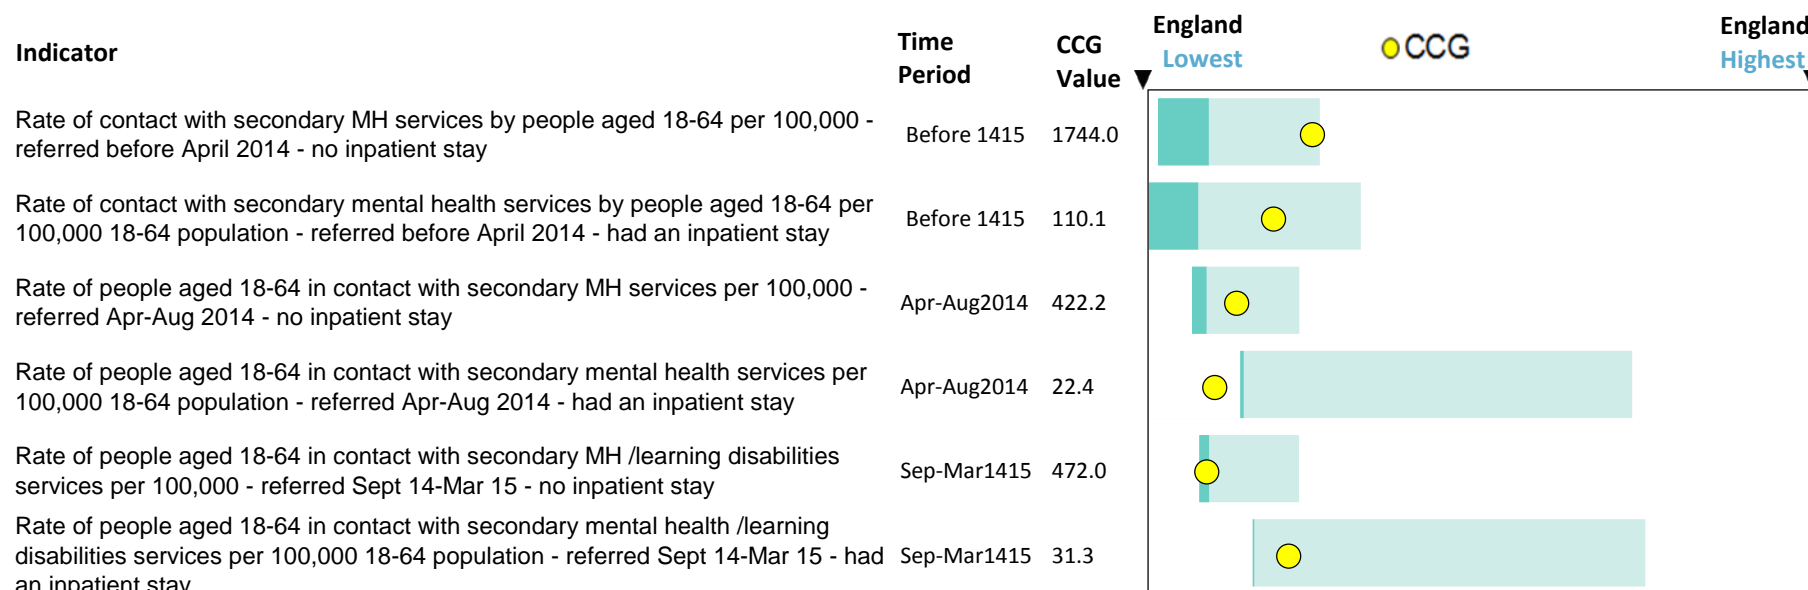 Indicator
Time
Period
CCG
Value
England
Lowest
CCG
England
Highest
Rate of contact with secondary MH services by people aged 18-64 per 100,000 -
referred before April 2014 - no inpatient stay
Before 1415 1744.0
Rate of contact with secondary mental health services by people aged 18-64 per
100,000 18-64 population - referred before April 2014 - had an inpatient stay
Before 1415 110.1
Rate of people aged 18-64 in contact with secondary MH services per 100,000 -
referred Apr-Aug 2014 - no inpatient stay
Apr-Aug2014 422.2
Rate of people aged 18-64 in contact with secondary mental health services per
100,000 18-64 population - referred Apr-Aug 2014 - had an inpatient stay
Apr-Aug2014 22.4
Rate of people aged 18-64 in contact with secondary MH /learning disabilities
services per 100,000 - referred Sept 14-Mar 15 - no inpatient stay
Sep-Mar1415 472.0
Rate of people aged 18-64 in contact with secondary mental health /learning
disabilities services per 100,000 18-64 population - referred Sept 14-Mar 15 - had
an inpatient stay
Sep-Mar1415 31.3